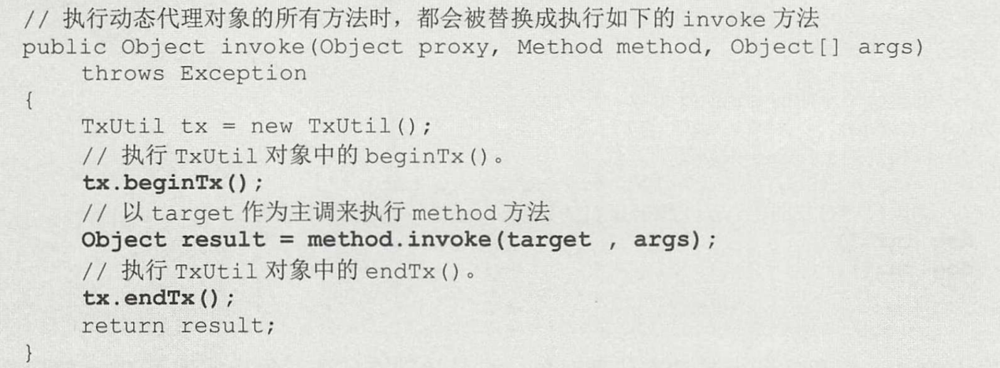 // 执行动态代理对象的所有方法时，都会被替换成执行如下的 invoke 方法
public Object invoke(Object proxy, Method method, Object[] args)
throws Exception
{
TxUtil tx = new TxUtil();
// 执行 TxUtil 对象中的 beginTx()。
tx.beginTx();
// 以 target 作为主调来执行 method 方法
Object result = method.invoke(target , args);
// 执行 TxUtil 对象中的 endTx()。
tx.endTx();
return result;
}